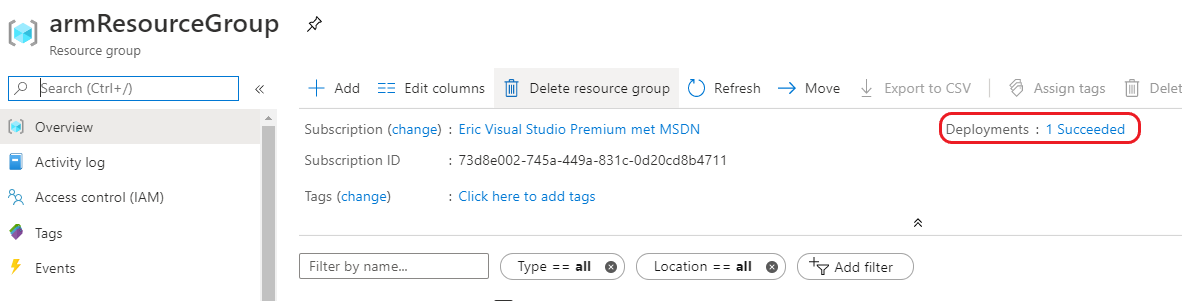 armResourceGroup
Resource group
Search (Ctrl+/)
«
Add
Edit columns
Delete resource group
Refresh
Move
Export to CSV
Assign tags
Delet
Overview
Activity log
Access control (IAM)
Tags
Events
Subscription (change) : Eric Visual Studio Premium met MSDN
Deployments : 1 Succeeded
Subscription ID : 73d8e002-745a-449a-831c-0d20cd8b4711
Tags (change) : Click here to add tags
Filter by name...
Type == all
Location == all
Add filter